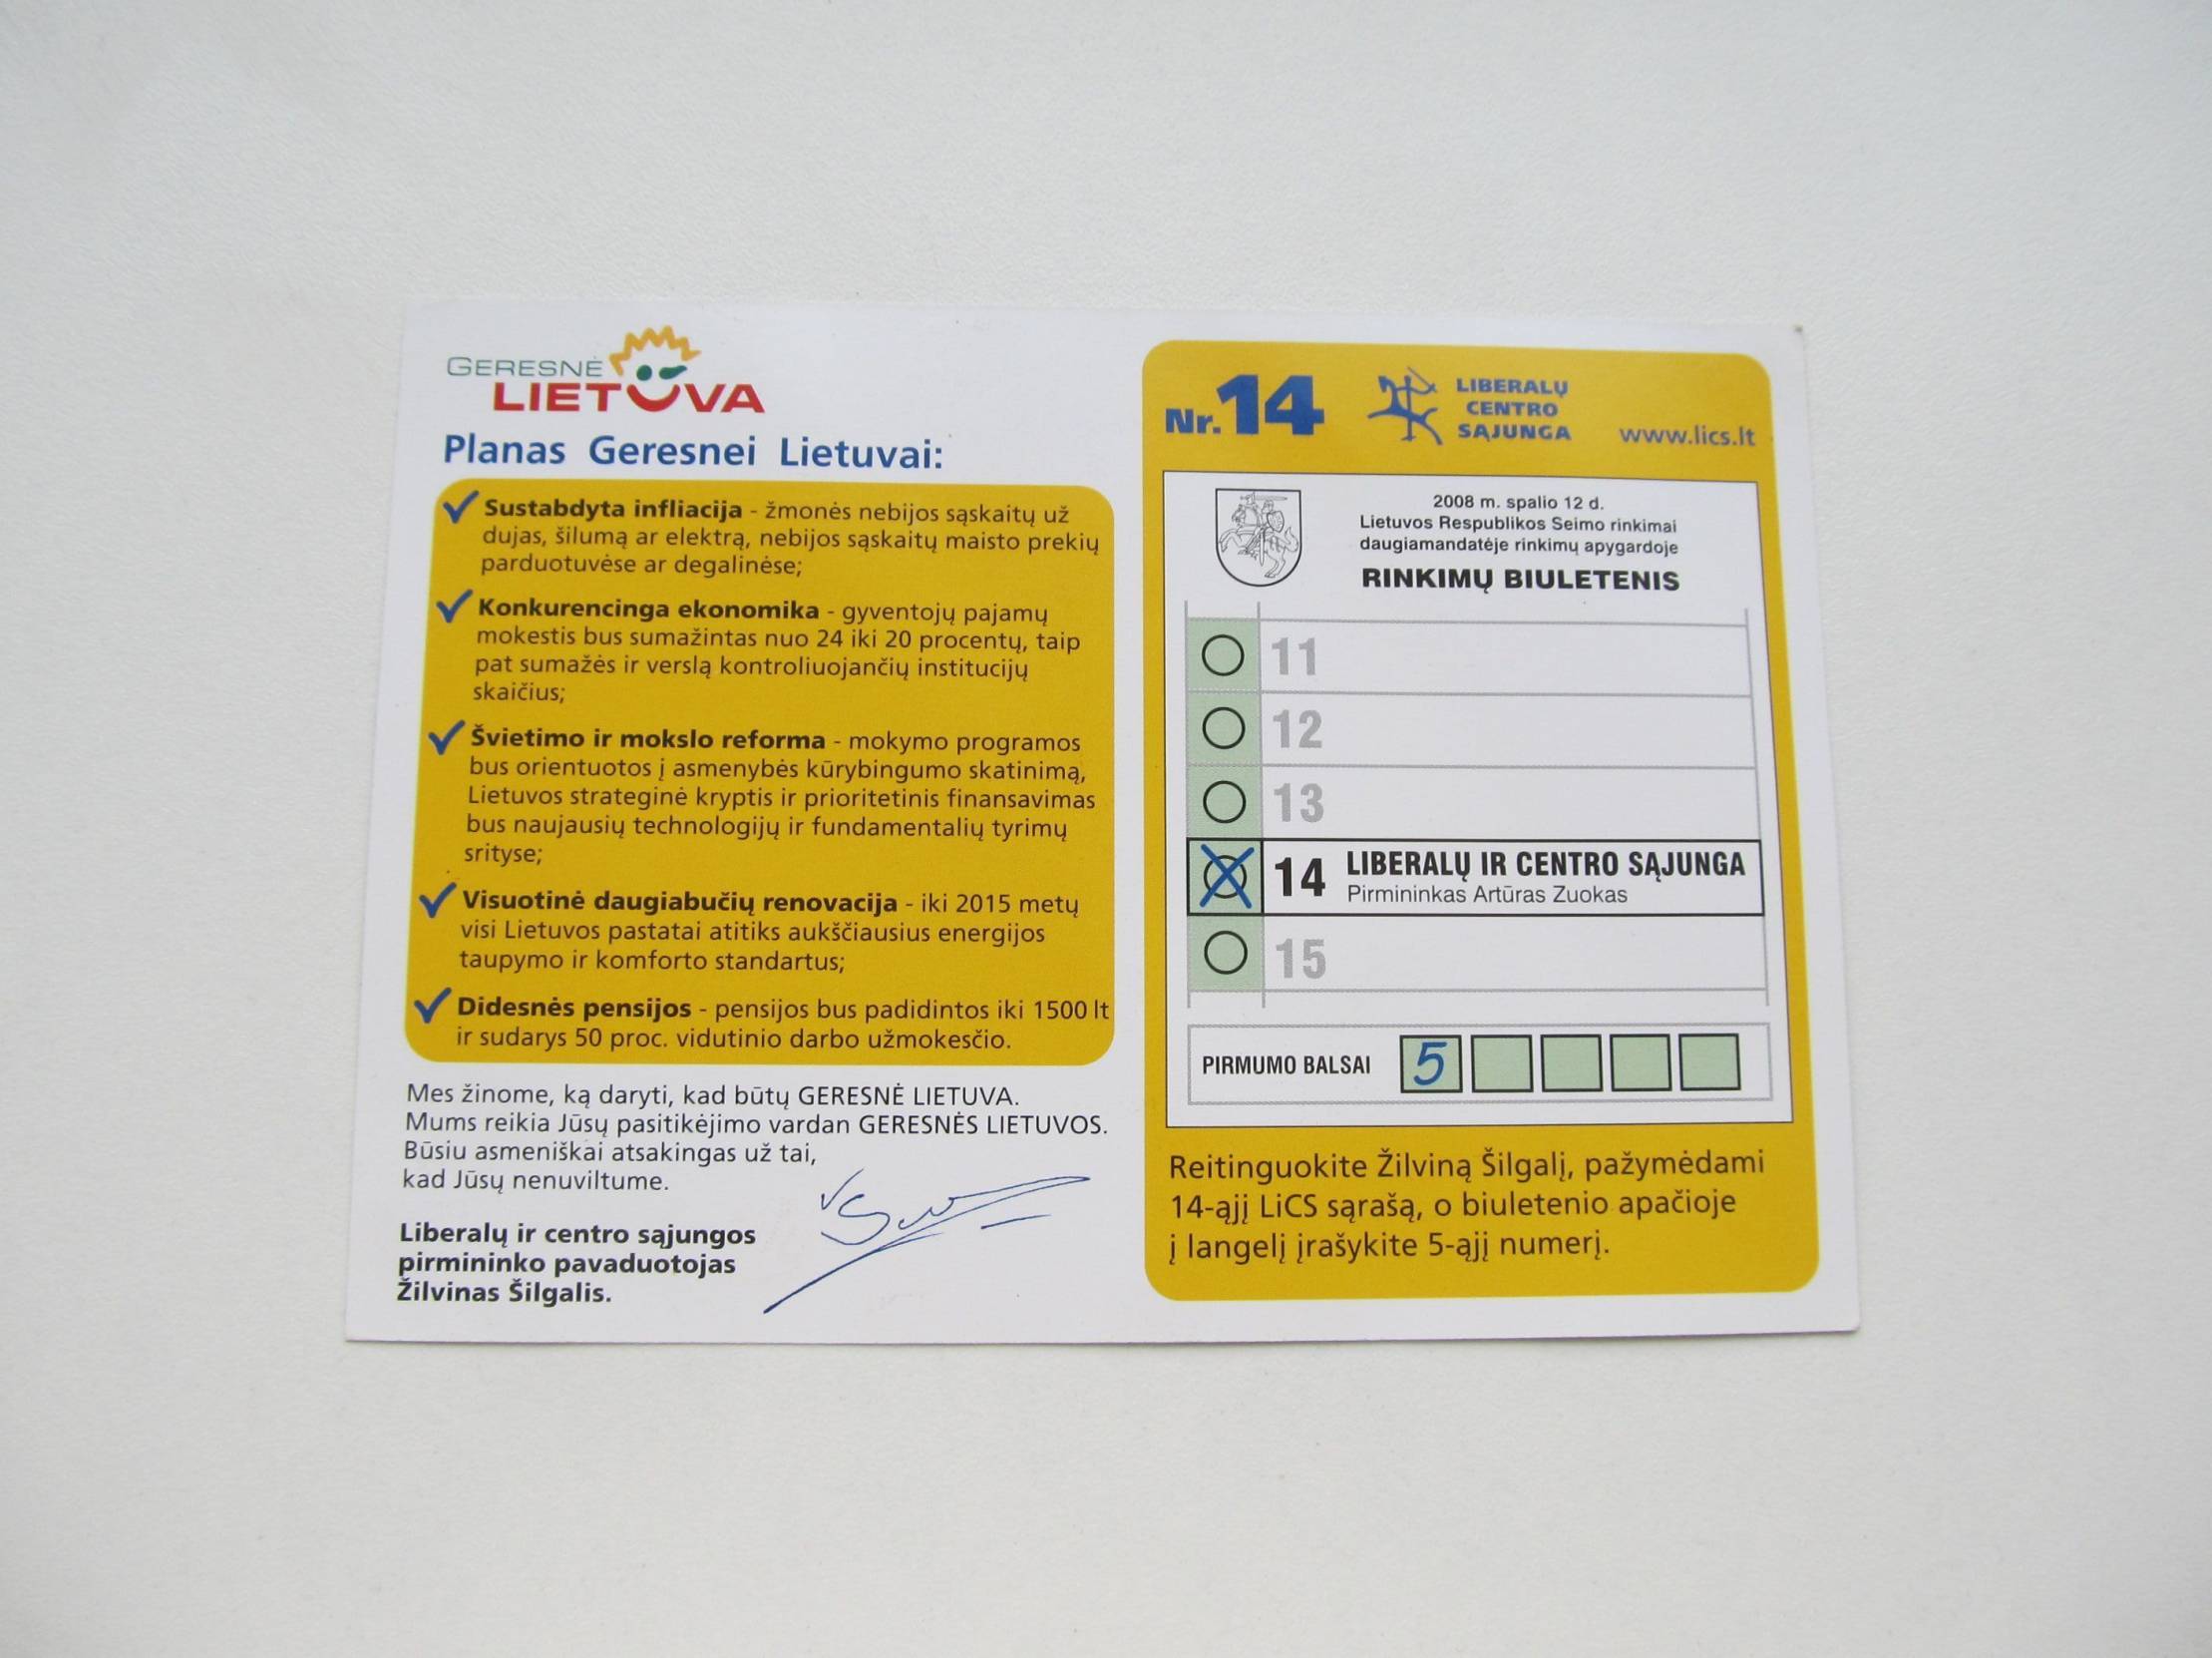 GERESNĖ
LIETUVA
Planas Geresnei Lietuvai:
Sustabdyta infliacija - žmonės nebijos sąskaitų už
dujas, šilumą ar elektrą, nebijos sąskaitų maisto prekių
parduotuvėse ar degalinėse;
Konkurencinga ekonomika - gyventojų pajamų
mokestis bus sumažintas nuo 24 iki 20 procentų, taip
pat sumažės ir verslą kontroliuojančių institucijų
skaičius;
Švietimo ir mokslo reforma - mokymo programos
bus orientuotos į asmenybės kūrybingumo skatinimą,
Lietuvos strateginė kryptis ir prioritetinis finansavimas
bus naujausių technologijų ir fundamentalių tyrimų
srityse;
Visuotinė daugiabučių renovacija - iki 2015 metų
visi Lietuvos pastatai atitiks aukščiausius energijos
taupymo ir komforto standartus;
Didesnės pensijos - pensijos bus padidintos iki 1500 lt
ir sudarys 50 proc. vidutinio darbo užmokesčio.
Mes žinome, ką daryti, kad būtų GERESNĖ LIETUVA.
Mums reikia Jūsų pasitikėjimo vardan GERESNĖS LIETUVOS.
Būsiu asmeniškai atsakingas už tai,
kad Jūsų nenuviltume.
Liberalų ir centro sąjungos
pirmininko pavaduotojas
Žilvinas Šilgalis.
Nr. 14
LIBERALŲ
CENTRO
SĄJUNGA
www.lics.lt
2008 m. spalio 12 d.
Lietuvos Respublikos Seimo rinkimai
daugiamandatėje rinkimų apygardoje
RINKIMŲ BIULETENIS
11
12
13
14 LIBERALŲ IR CENTRO SĄJUNGA
Pirmininkas Artūras Zuokas
15
PIRMUMO BALSAI 5
Reitinguokite Žilviną Šilgalį, pažymėdami
14-ąjį LiCS sąrašą, o biuletenio apačioje
į langelį įrašykite 5-ąjį numerį.